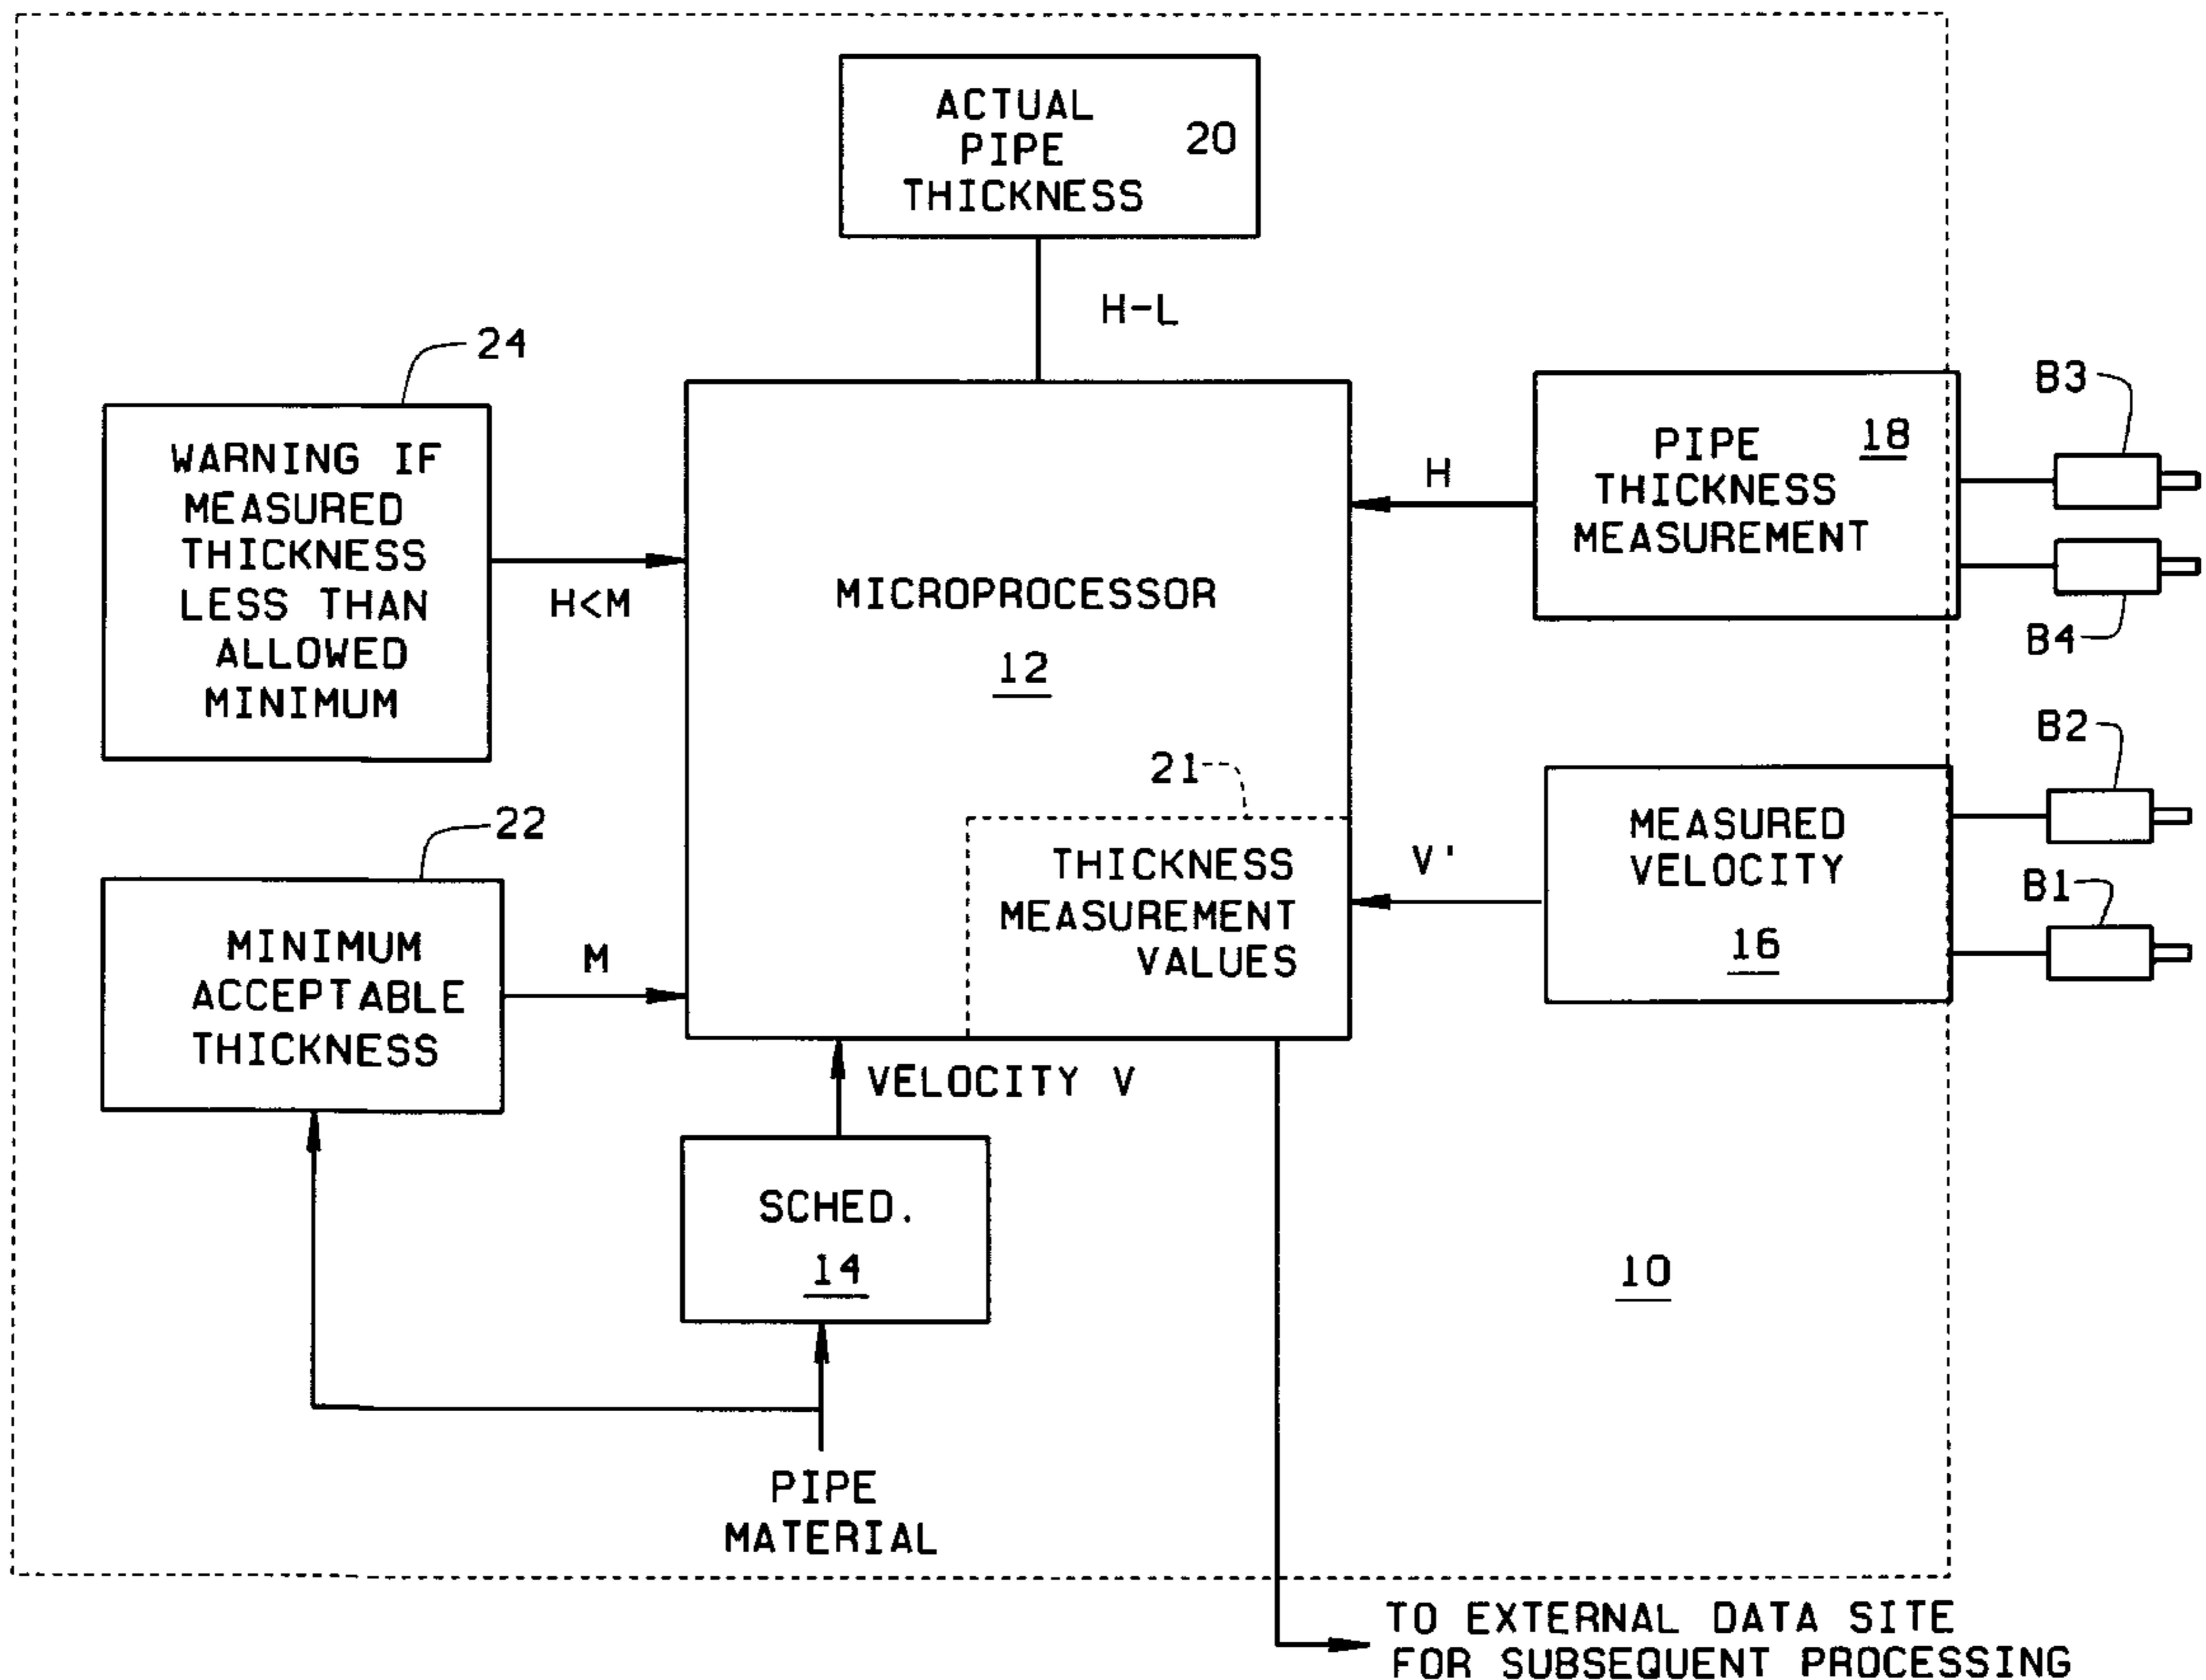 ACTUAL
PIPE
THICKNESS
20
H-L
24
WARNING IF
MEASURED
THICKNESS
LESS THAN
ALLOWED
MINIMUM
H<M
MICROPROCESSOR
12
H
PIPE
THICKNESS
MEASUREMENT
18
B3
B4
21
THICKNESS
MEASUREMENT
VALUES
V'
MEASURED
VELOCITY
16
B2
B1
22
MINIMUM
ACCEPTABLE
THICKNESS
M
VELOCITY V
SCHED.
14
10
PIPE
MATERIAL
TO EXTERNAL DATA SITE
FOR SUBSEQUENT PROCESSING